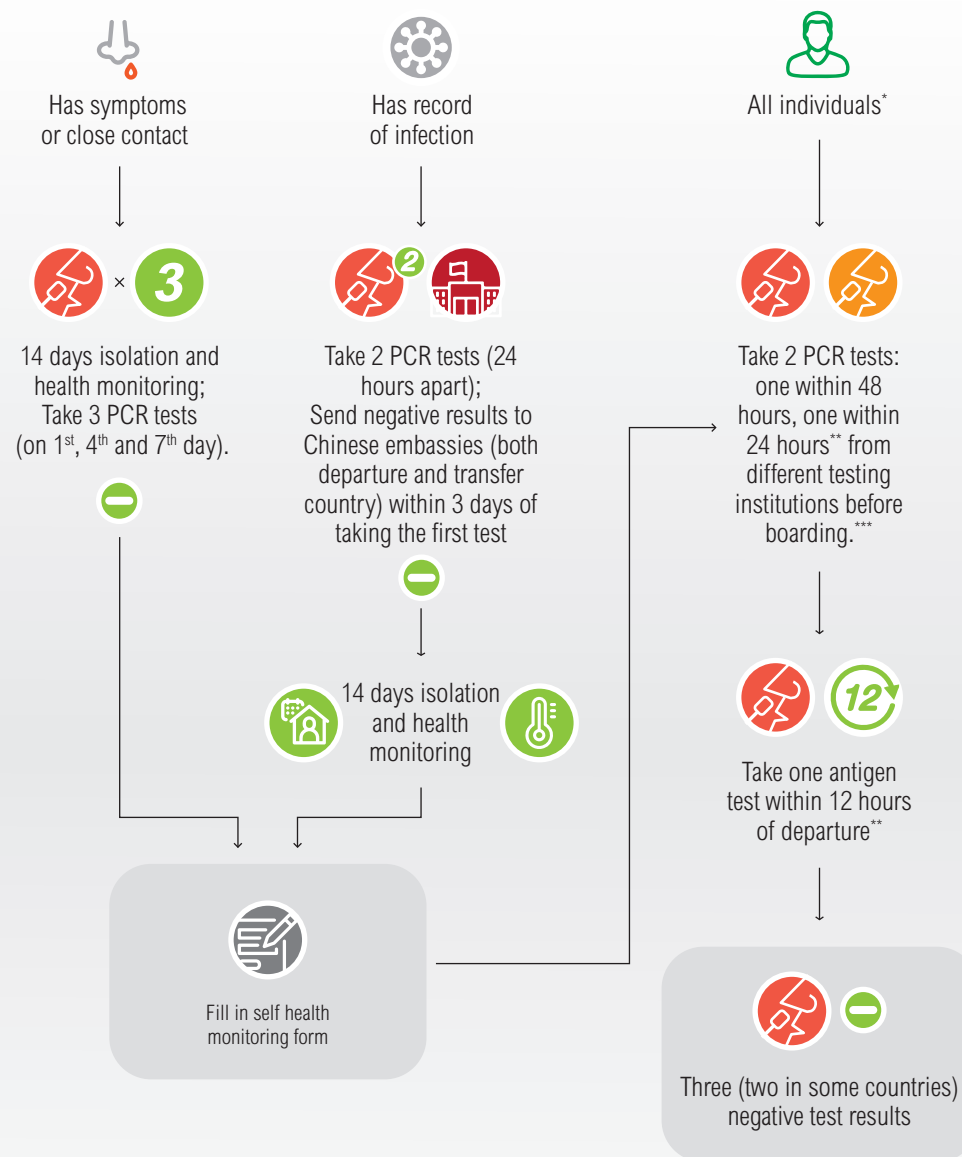 Has symptoms
or close contact
3
14 days isolation and
health monitoring;
Take 3 PCR tests
(on 1st, 4th and 7th day).
Has record
of infection
2
Take 2 PCR tests (24
hours apart);
Send negative results to
Chinese embassies (both
departure and transfer
country) within 3 days of
taking the first test
14 days isolation
and health
monitoring
Fill in self health
monitoring form
All individuals*
Take 2 PCR tests:
one within 48
hours, one within
24 hours** from
different testing
institutions before
boarding.***
12
Take one antigen
test within 12 hours
of departure**
Three (two in some countries)
negative test results